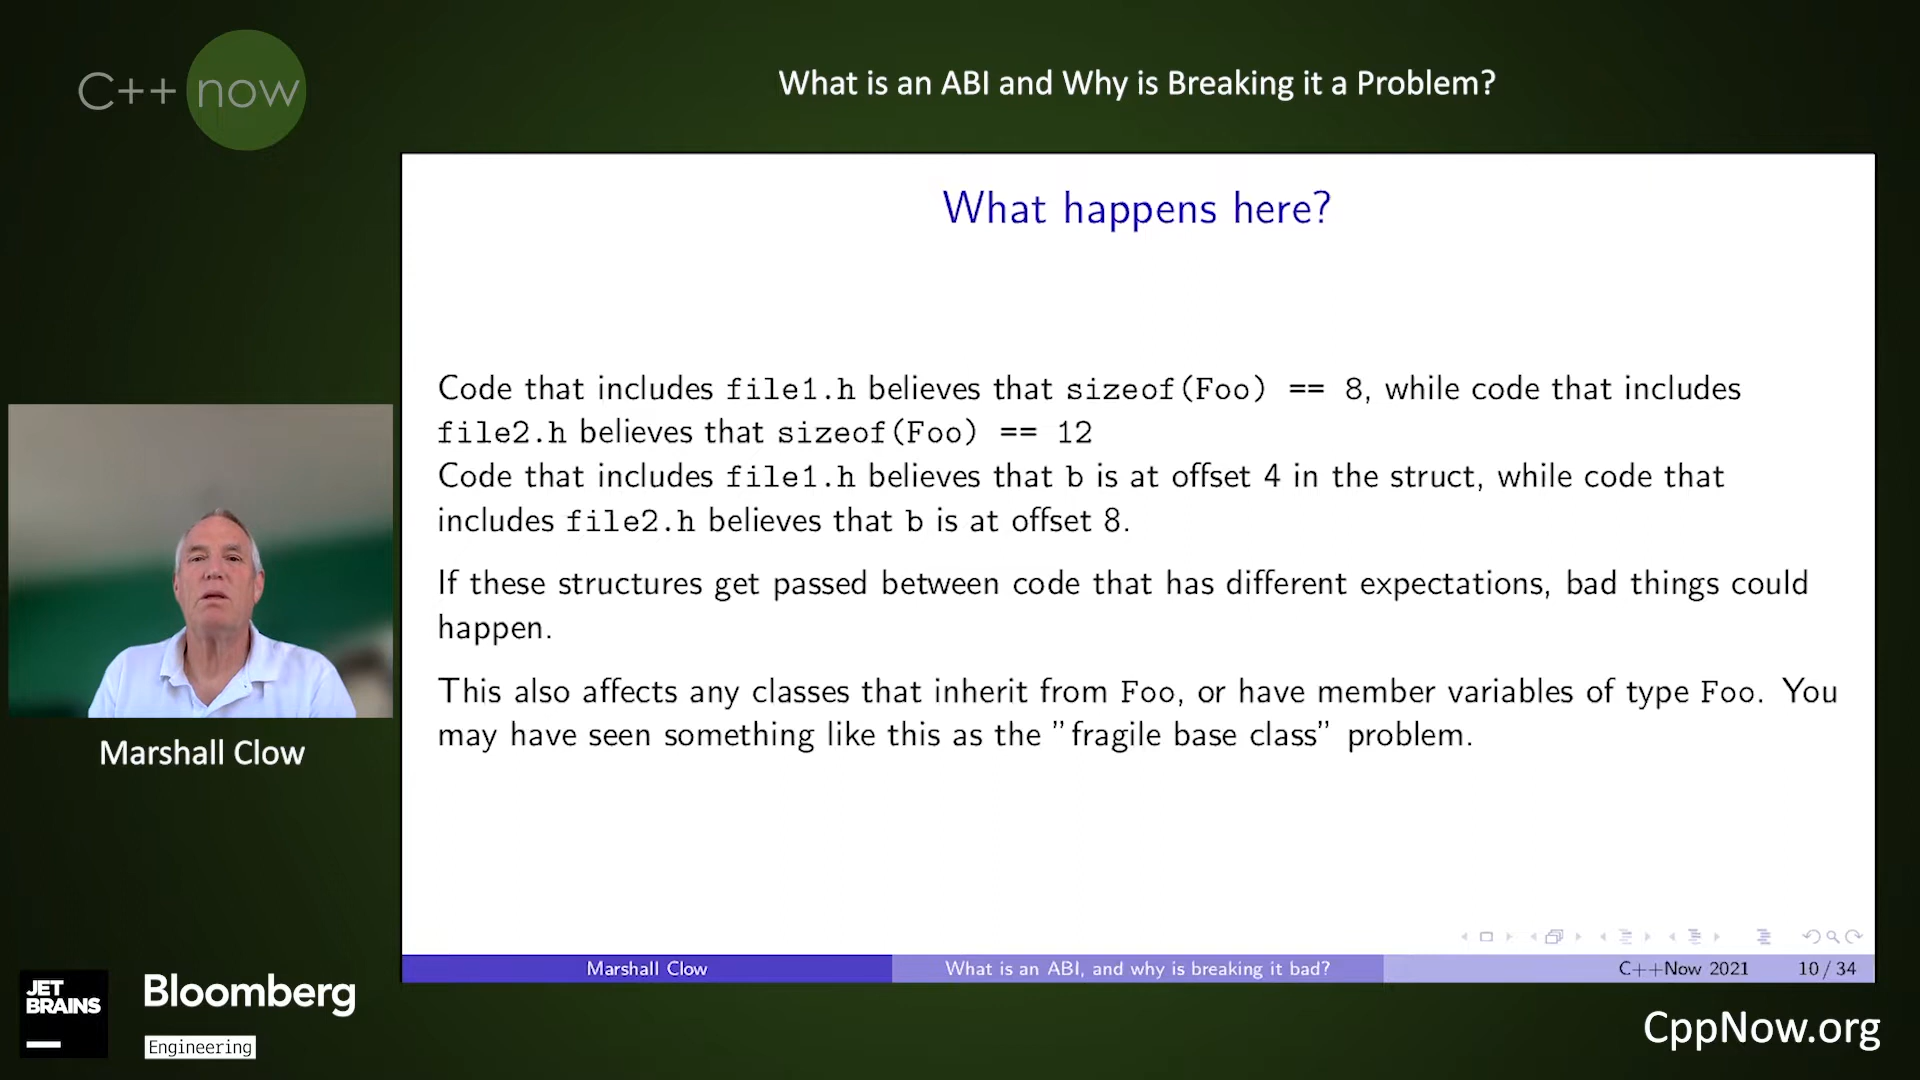 C++ now
What is an ABI and Why is Breaking it a Problem?
What happens here?
Code that includes file1.h believes that sizeof(Foo) == 8, while code that includes
file2.h believes that sizeof(Foo) == 12
Code that includes file1.h believes that b is at offset 4 in the struct, while code that
includes file2.h believes that b is at offset 8.
If these structures get passed between code that has different expectations, bad things could
happen.
This also affects any classes that inherit from Foo, or have member variables of type Foo. You
may have seen something like this as the ”fragile base class” problem.
Marshall Clow
Marshall Clow
What is an ABI, and why is breaking it bad?
C++Now 2021
10 / 34
JET
BRAINS
Bloomberg
Engineering
CppNow.org